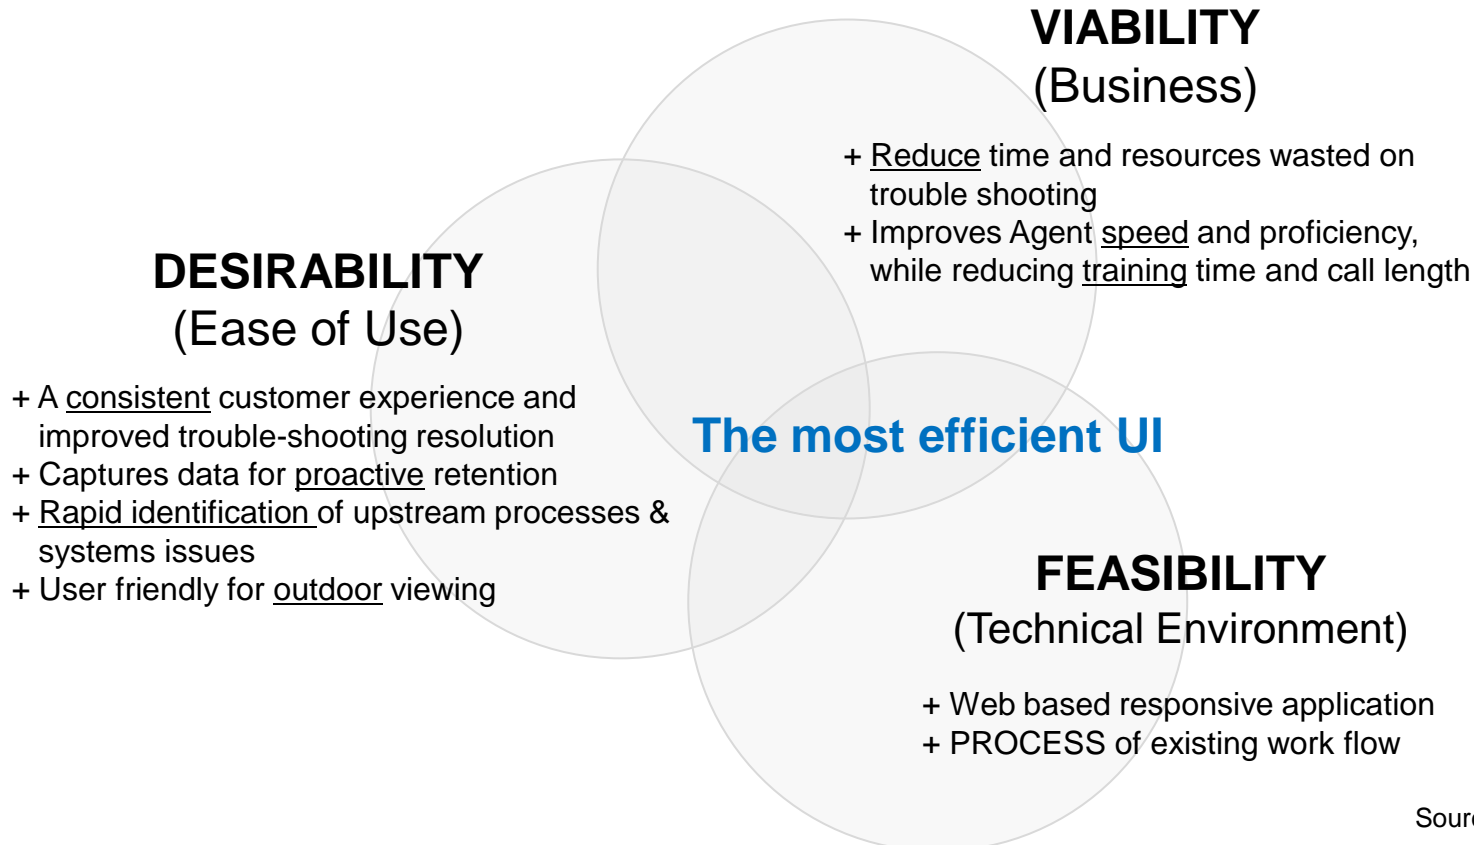 VIABILITY
(Business)
+ Reduce time and resources wasted on
trouble shooting
+ Improves Agent speed and proficiency,
while reducing training time and call length
DESIRABILITY
(Ease of Use)
+ A consistent customer experience and
improved trouble-shooting resolution
+ Captures data for proactive retention
+ Rapid identification of upstream processes &
systems issues
+ User friendly for outdoor viewing
The most efficient UI
FEASIBILITY
(Technical Environment)
+ Web based responsive application
+ PROCESS of existing work flow